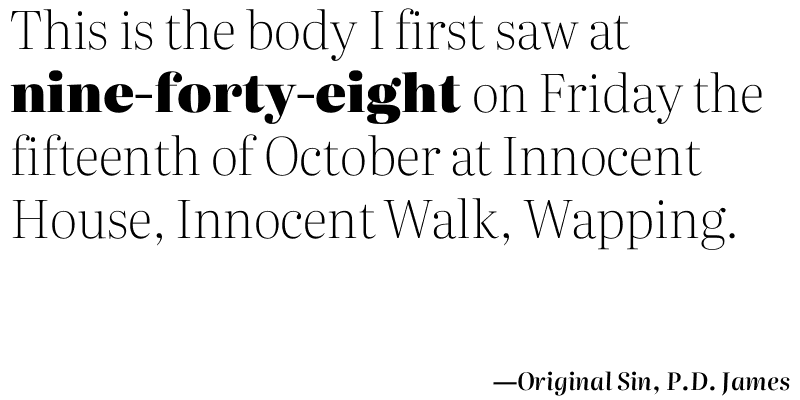 This is the body I first saw at
nine-forty-eight on Friday the
fifteenth of October at Innocent
House, Innocent Walk, Wapping.
—Original Sin, P.D. James